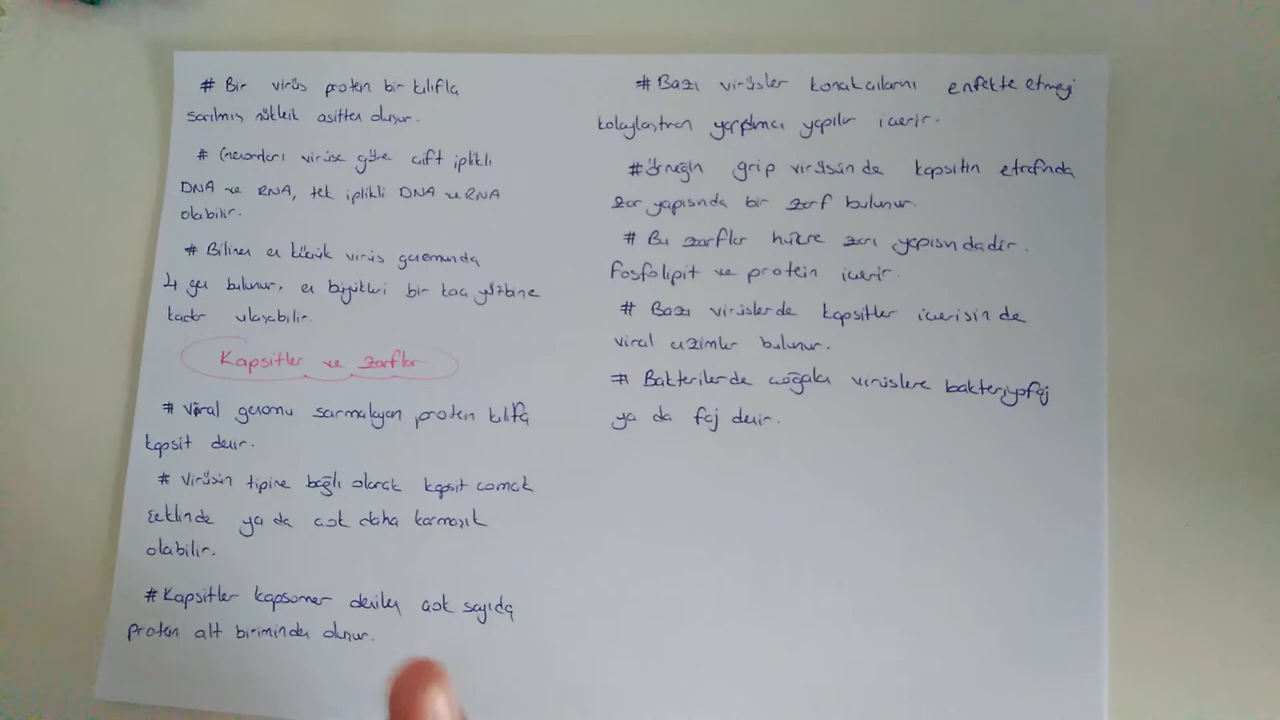 # Bir virüs protein bir kılıfla
sarılmış nükleik asitten oluşur.
# Genomları virüse göre çift iplikli
DNA ve RNA, tek iplikli DNA ve RNA
olabilir.
# Bilinen en küçük virüs genomunda
4 gen bulunur, en büyükleri bir kaç yüzbine
kadar ulaşabilir.
Kapsitler ve zarflar
# Viral genomu sarmalayan protein kılıfa
kapsit denir.
# Virüsün tipine bağlı olarak kapsit çomak
şeklinde ya da çok daha karmaşık
olabilir.
# Kapsitler kapsomer denilen çok sayıda
protein alt biriminden oluşur.
# Bazı virüsler konakçılarını enfekte etmeyi
kolaylaştıran yardımcı yapılar içerir.
# Örneğin grip virüsünde kapsitin etrafında
zar yapısında bir zarf bulunur.
# Bu zarflar hücre zarı yapısındadır.
Fosfolipit ve protein içerir.
# Bazı virüslerde kapsitler içerisinde
viral enzimler bulunur.
# Bakterilerde çoğalan virüslere bakteriyofaj
ya da faj denir.